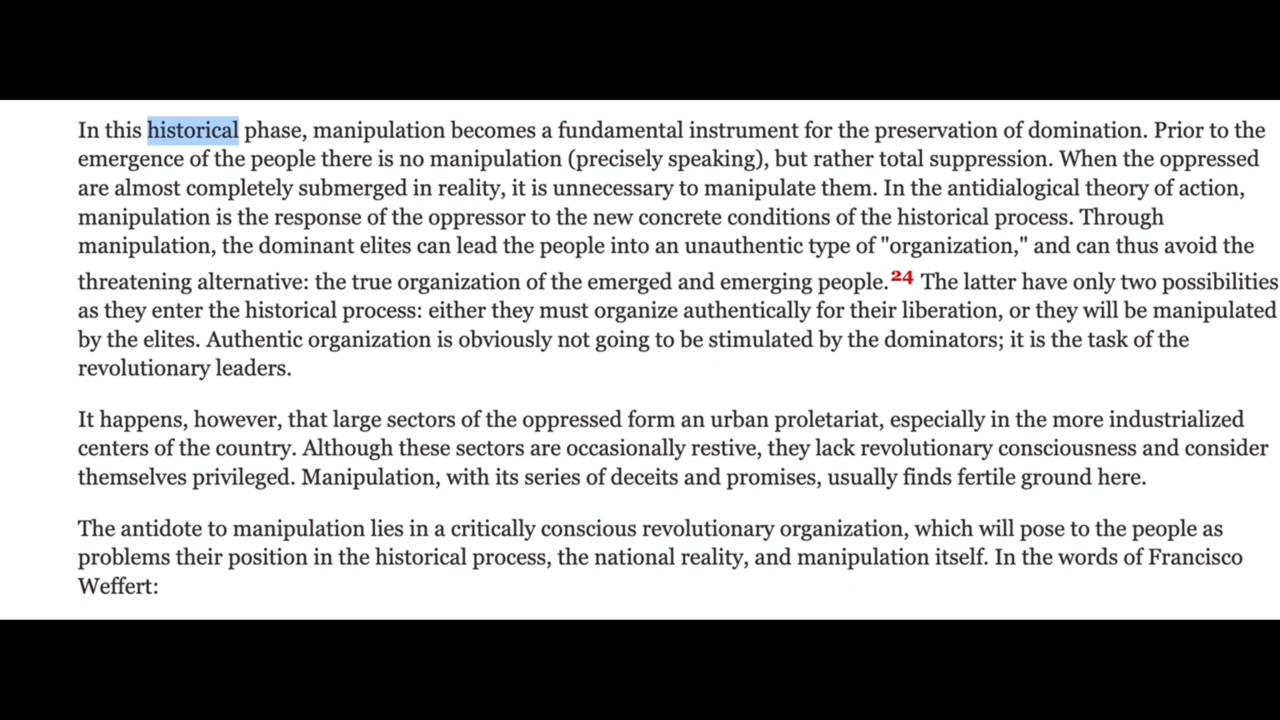 In this historical phase, manipulation becomes a fundamental instrument for the preservation of domination. Prior to the
emergence of the people there is no manipulation (precisely speaking), but rather total suppression. When the oppressed
are almost completely submerged in reality, it is unnecessary to manipulate them. In the antidialogical theory of action,
manipulation is the response of the oppressor to the new concrete conditions of the historical process. Through
manipulation, the dominant elites can lead the people into an unauthentic type of "organization," and can thus avoid the
threatening alternative: the true organization of the emerged and emerging people.24 The latter have only two possibilities
as they enter the historical process: either they must organize authentically for their liberation, or they will be manipulated
by the elites. Authentic organization is obviously not going to be stimulated by the dominators; it is the task of the
revolutionary leaders.
It happens, however, that large sectors of the oppressed form an urban proletariat, especially in the more industrialized
centers of the country. Although these sectors are occasionally restive, they lack revolutionary consciousness and consider
themselves privileged. Manipulation, with its series of deceits and promises, usually finds fertile ground here.
The antidote to manipulation lies in a critically conscious revolutionary organization, which will pose to the people as
problems their position in the historical process, the national reality, and manipulation itself. In the words of Francisco
Weffert: